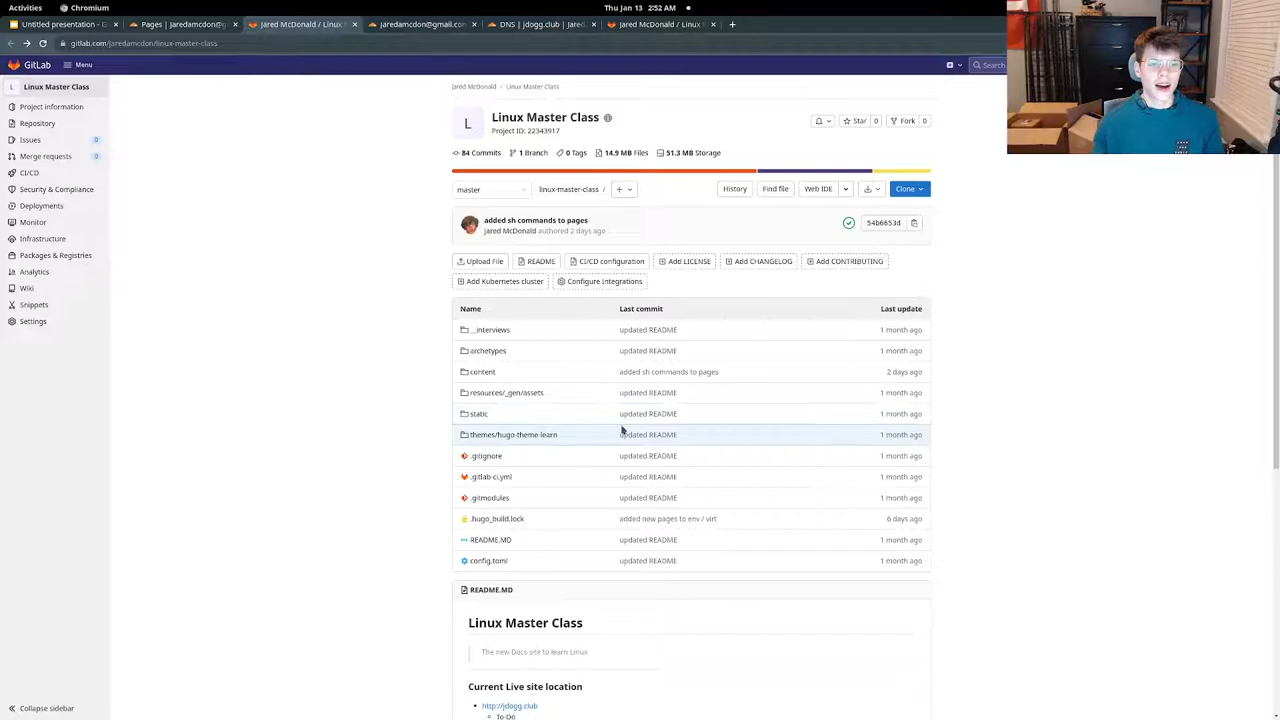 Activities
Chromium
Thu Jan 13 2:52 AM
Untitled presentation - G
Pages | Jaredamcdon@g
Jared McDonald / Linux
jaredamcdon@gmail.co
DNS | jdogg.club | Jared
Jared McDonald / Linux
gitlab.com/jaredamcdon/linux-master-class
GitLab
Menu
Search
L Linux Master Class
Project information
Repository
Issues 0
Merge requests 0
CI/CD
Security & Compliance
Deployments
Monitor
Infrastructure
Packages & Registries
Analytics
Wiki
Snippets
Settings
Collapse sidebar
Jared McDonald > Linux Master Class
L
Linux Master Class
Project ID: 22343917
Star 0
Fork 0
84 Commits 1 Branch 0 Tags 14.9 MB Files 51.3 MB Storage
master
linux-master-class /
History Find file Web IDE Clone
added sh commands to pages
Jared McDonald authored 2 days ago
54b6653d
Upload File README CI/CD configuration Add LICENSE Add CHANGELOG Add CONTRIBUTING
Add Kubernetes cluster Configure Integrations
Name Last commit Last update
__interviews updated README 1 month ago
archetypes updated README 1 month ago
content added sh commands to pages 2 days ago
resources/_gen/assets updated README 1 month ago
static updated README 1 month ago
themes/hugo-theme-learn updated README 1 month ago
.gitignore updated README 1 month ago
.gitlab-ci.yml updated README 1 month ago
.gitmodules updated README 1 month ago
.hugo_build.lock added new pages to env / virt 6 days ago
README.MD updated README 1 month ago
config.toml updated README 1 month ago
README.MD
Linux Master Class
The new Docs site to learn Linux
Current Live site location
http://jdogg.club
To-Do